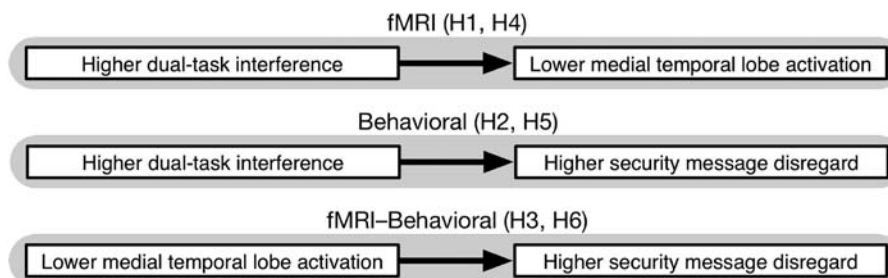 fMRI (H1, H4)
Higher dual-task interference
Lower medial temporal lobe activation
Behavioral (H2, H5)
Higher dual-task interference
Higher security message disregard
fMRI–Behavioral (H3, H6)
Lower medial temporal lobe activation
Higher security message disregard